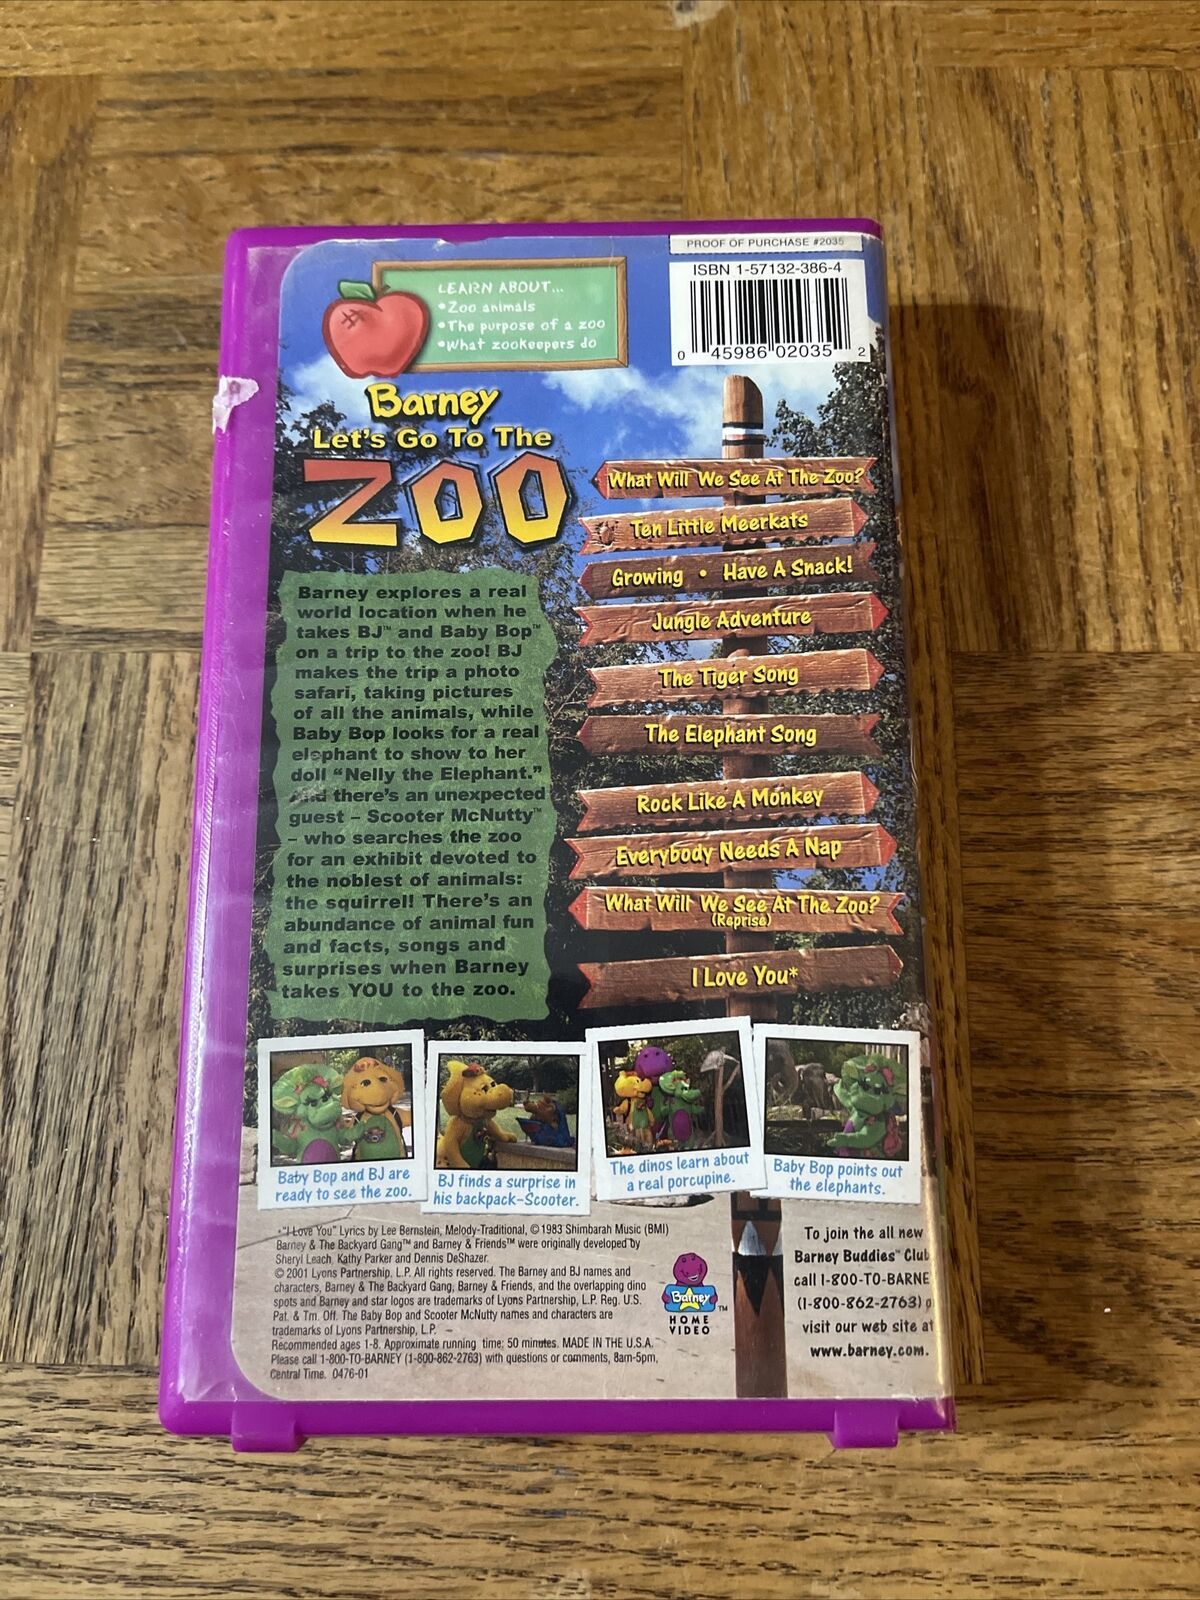 PROOF OF PURCHASE #2035
ISBN 1-57132-386-4
0 45986 02035 2
LEARN ABOUT...
•Zoo animals
•The purpose of a zoo
•What zookeepers do
Barney
Let's Go To The
ZOO
Barney explores a real
world location when he
takes BJ™ and Baby Bop™
on a trip to the zoo! BJ
makes the trip a photo
safari, taking pictures
of all the animals, while
Baby Bop looks for a real
elephant to show to her
doll “Nelly the Elephant.”
And there's an unexpected
guest – Scooter McNutty™
– who searches the zoo
for an exhibit devoted to
the noblest of animals:
the squirrel! There's an
abundance of animal fun
and facts, songs and
surprises when Barney
takes YOU to the zoo.
What Will We See At The Zoo?
Ten Little Meerkats
Growing • Have A Snack!
Jungle Adventure
The Tiger Song
The Elephant Song
Rock Like A Monkey
Everybody Needs A Nap
What Will We See At The Zoo?
(Reprise)
I Love You*
Baby Bop and BJ are
ready to see the zoo.
BJ finds a surprise in
his backpack–Scooter.
The dinos learn about
a real porcupine.
Baby Bop points out
the elephants.
*“I Love You” Lyrics by Lee Bernstein, Melody-Traditional, © 1983 Shimbarah Music (BMI)
Barney & The Backyard Gang™ and Barney & Friends™ were originally developed by
Sheryl Leach, Kathy Parker and Dennis DeShazer.
© 2001 Lyons Partnership, L.P. All rights reserved. The Barney and BJ names and
characters, Barney & The Backyard Gang, Barney & Friends, and the overlapping dino
spots and Barney and star logos are trademarks of Lyons Partnership, L.P. Reg. U.S.
Pat. & Tm. Off. The Baby Bop and Scooter McNutty names and characters are
trademarks of Lyons Partnership, L.P.
Recommended ages 1-8. Approximate running time: 50 minutes. MADE IN THE U.S.A.
Please call 1-800-TO-BARNEY (1-800-862-2763) with questions or comments, 8am-5pm,
Central Time. 0476-01
Barney ™
HOME
VIDEO
To join the all new
Barney Buddies™ Club
call 1-800-TO-BARNE
(1-800-862-2763)
visit our web site at
www.barney.com.